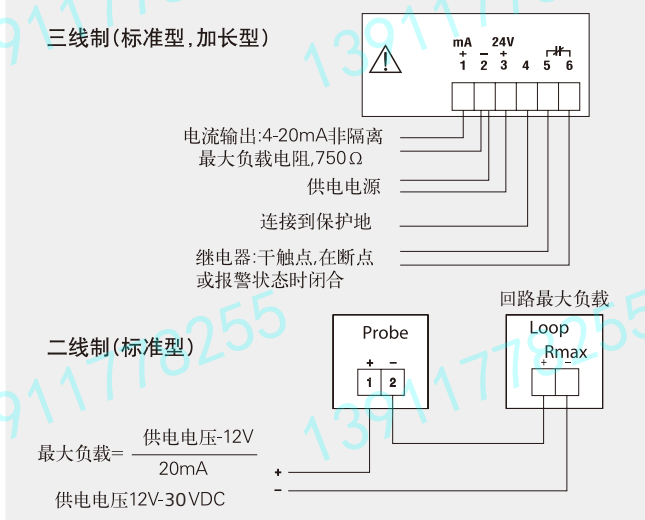 三线制(标准型,加长型)
mA 24V
+ − +
1 2 3 4 5 6
电流输出:4-20mA非隔离
最大负载电阻,750Ω
供电电源
连接到保护地
继电器:干触点,在断点
或报警状态时闭合
回路最大负载
二线制(标准型)
Probe
+ −
1 2
Loop
Rmax
+ −
最大负载= 供电电压-12V
20mA
供电电压12V-30VDC
+
−
13911778255
13911778255